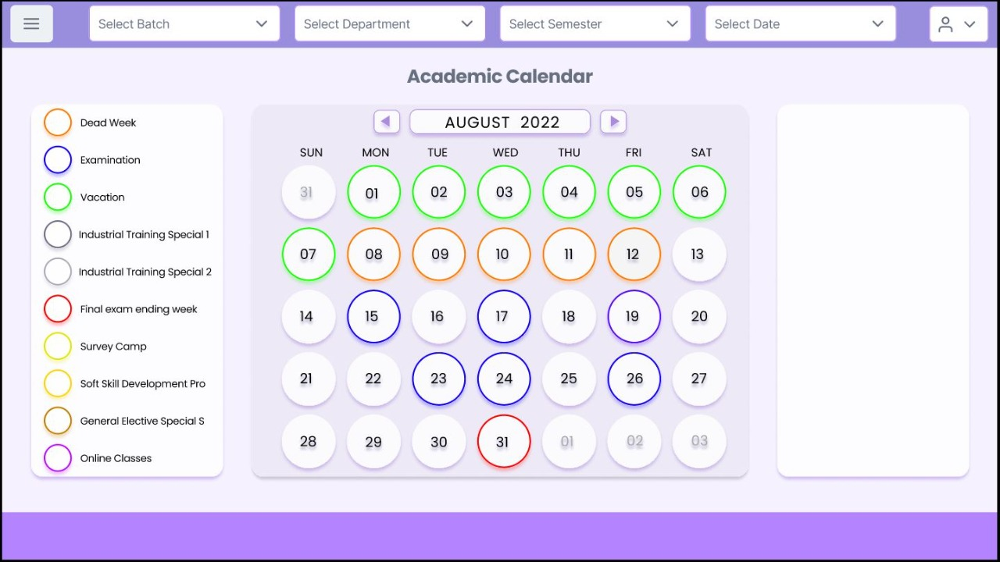 Select Batch
Select Department
Select Semester
Select Date
Academic Calendar
Dead Week
Examination
Vacation
Industrial Training Special 1
Industrial Training Special 2
Final exam ending week
Survey Camp
Soft Skill Development Pro
General Elective Special S
Online Classes
AUGUST 2022
SUN MON TUE WED THU FRI SAT
31 01 02 03 04 05 06
07 08 09 10 11 12 13
14 15 16 17 18 19 20
21 22 23 24 25 26 27
28 29 30 31 01 02 03